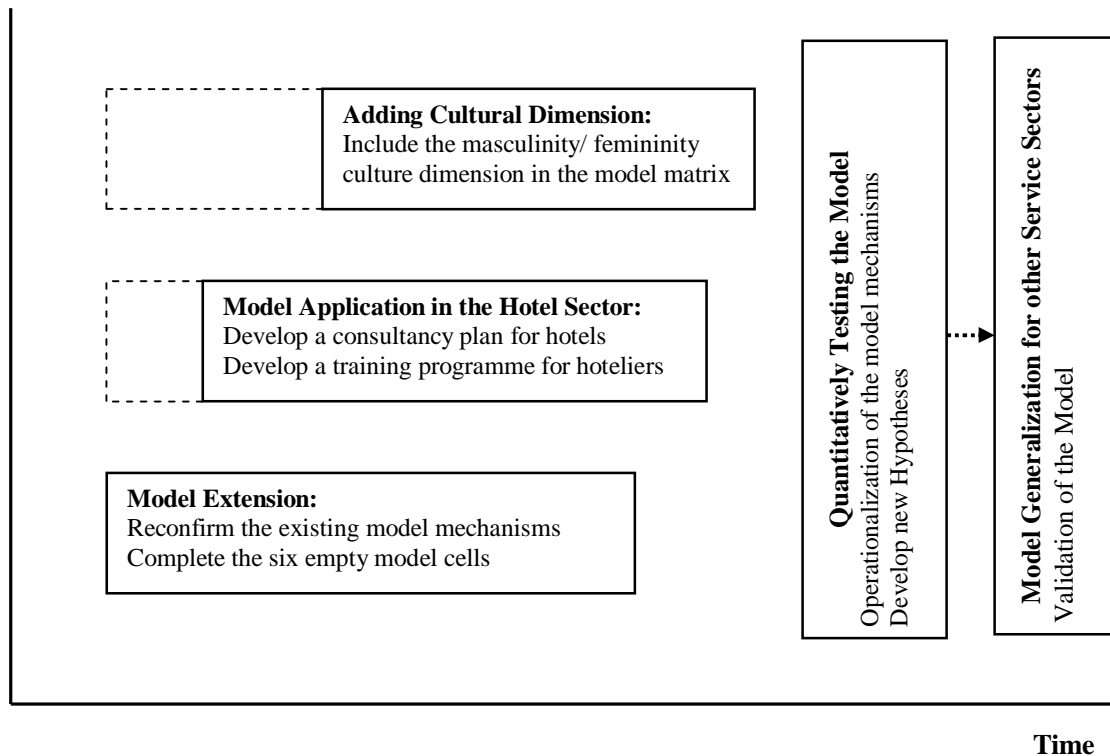 Adding Cultural Dimension:
Include the masculinity/ femininity
culture dimension in the model matrix
Model Application in the Hotel Sector:
Develop a consultancy plan for hotels
Develop a training programme for hoteliers
Model Extension:
Reconfirm the existing model mechanisms
Complete the six empty model cells
Quantitatively Testing the Model
Operationalization of the model mechanisms
Develop new Hypotheses
Model Generalization for other Service Sectors
Validation of the Model
Time